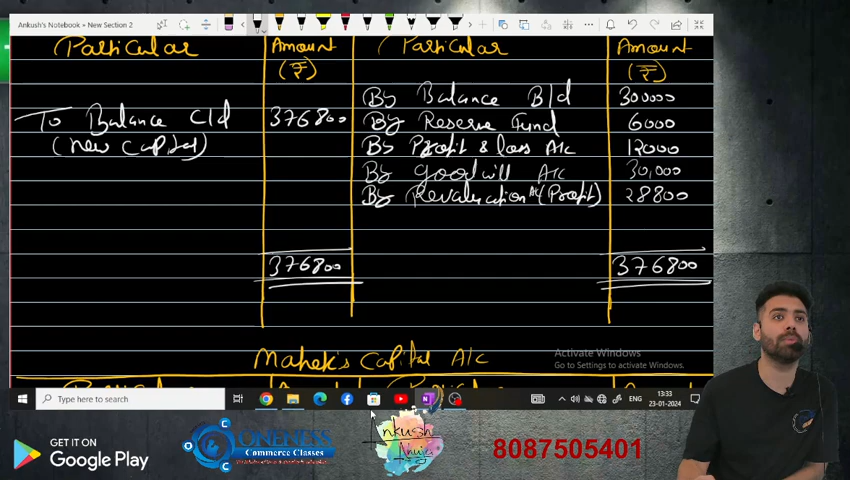 Ankush's Notebook » New Section 2
Particular Amount (₹) Particular Amount (₹)
By Balance B/d 300000
To Balance C/d 376800 By Reserve Fund 6000
(new capital) By Profit & loss A/c 12000
By goodwill A/c 30,000
By Revaluation A/c (Profit) 28800
376800 376800
Activate Windows
Go to Settings to activate Windows.
Mahek's Capital A/c
Type here to search
ENG
13:33
23-01-2024
GET IT ON
Google Play
ONENESS
Commerce Classes
Ankush
8087505401